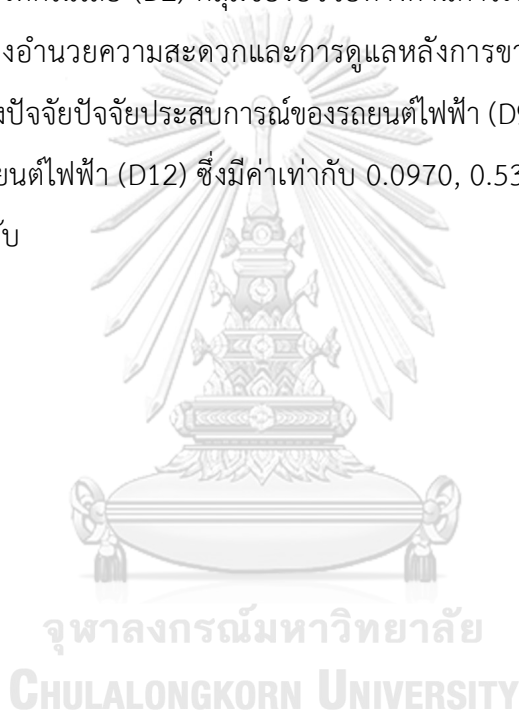 (D2)
งอำนวยความสะดวกและการดูแลหลังการขา
งปัจจัยปัจจัยประสบการณ์ของรถยนต์ไฟฟ้า (D9
ยนต์ไฟฟ้า (D12) ซึ่งมีค่าเท่ากับ 0.0970, 0.53
ับ
จุฬาลงกรณ์มหาวิทยาลัย
CHULALONGKORN UNIVERSITY